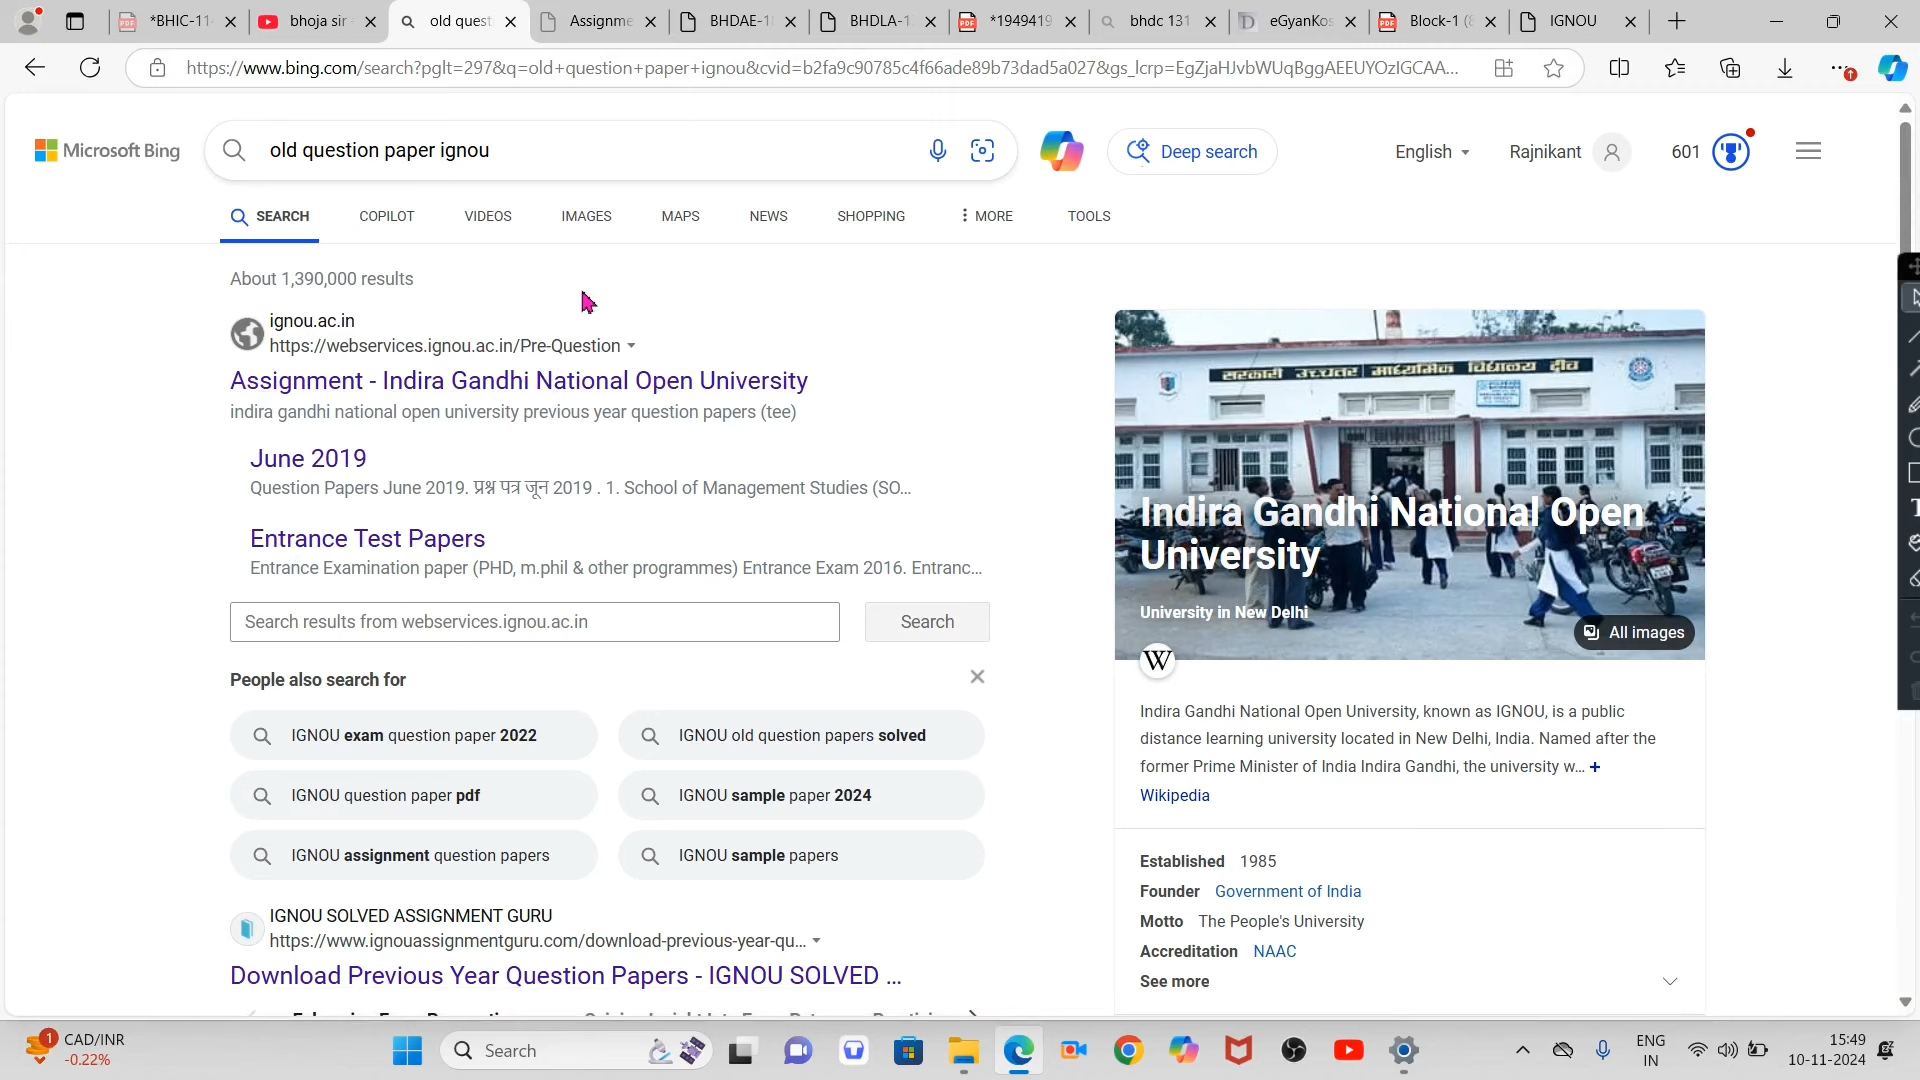 *BHIC-11
bhoja sir
old quest
Assignme
BHDAE-1
BHDLA-1
*1949419
bhdc 131
eGyanKos
Block-1 (
IGNOU
https://www.bing.com/search?pglt=297&q=old+question+paper+ignou&cvid=b2fa9c90785c4f66ade89b73dad5a027&gs_lcrp=EgZjaHJvbWUqBggAEEUYOzIGCAA...
Microsoft Bing
old question paper ignou
Deep search
English
Rajnikant
601
SEARCH
COPILOT
VIDEOS
IMAGES
MAPS
NEWS
SHOPPING
MORE
TOOLS
About 1,390,000 results
ignou.ac.in
https://webservices.ignou.ac.in/Pre-Question
Assignment - Indira Gandhi National Open University
indira gandhi national open university previous year question papers (tee)
June 2019
Question Papers June 2019. प्रश्न पत्र जून 2019 . 1. School of Management Studies (SO...
Entrance Test Papers
Entrance Examination paper (PHD, m.phil & other programmes) Entrance Exam 2016. Entranc...
Search results from webservices.ignou.ac.in
Search
People also search for
IGNOU exam question paper 2022
IGNOU old question papers solved
IGNOU question paper pdf
IGNOU sample paper 2024
IGNOU assignment question papers
IGNOU sample papers
IGNOU SOLVED ASSIGNMENT GURU
https://www.ignouassignmentguru.com/download-previous-year-qu...
Download Previous Year Question Papers - IGNOU SOLVED ...
सरकारी उच्चतर माध्यमिक विद्यालय
Indira Gandhi National Open
University
University in New Delhi
All images
W
Indira Gandhi National Open University, known as IGNOU, is a public
distance learning university located in New Delhi, India. Named after the
former Prime Minister of India Indira Gandhi, the university w... +
Wikipedia
Established 1985
Founder Government of India
Motto The People's University
Accreditation NAAC
See more
1
CAD/INR
-0.22%
Search
ENG
IN
15:49
10-11-2024